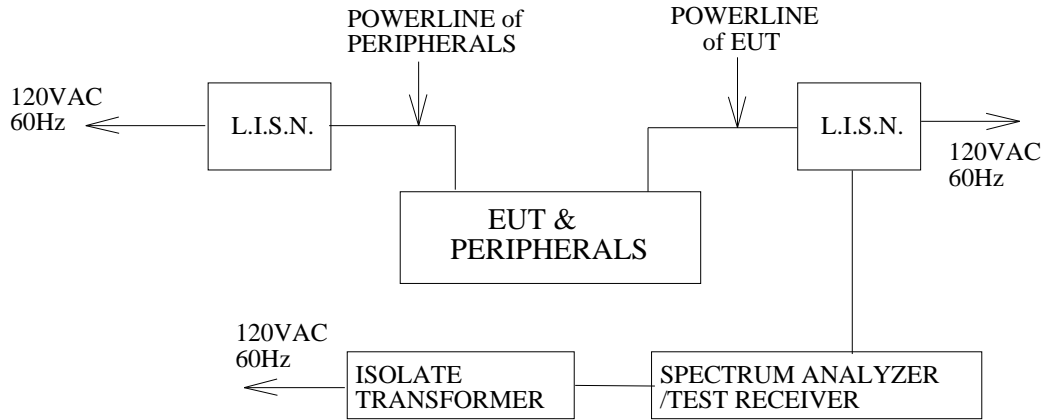 POWERLINE of
PERIPHERALS
POWERLINE
of EUT
120VAC
60Hz
L.I.S.N.
L.I.S.N.
120VAC
60Hz
EUT &
PERIPHERALS
120VAC
60Hz
ISOLATE
TRANSFORMER
SPECTRUM ANALYZER
/TEST RECEIVER